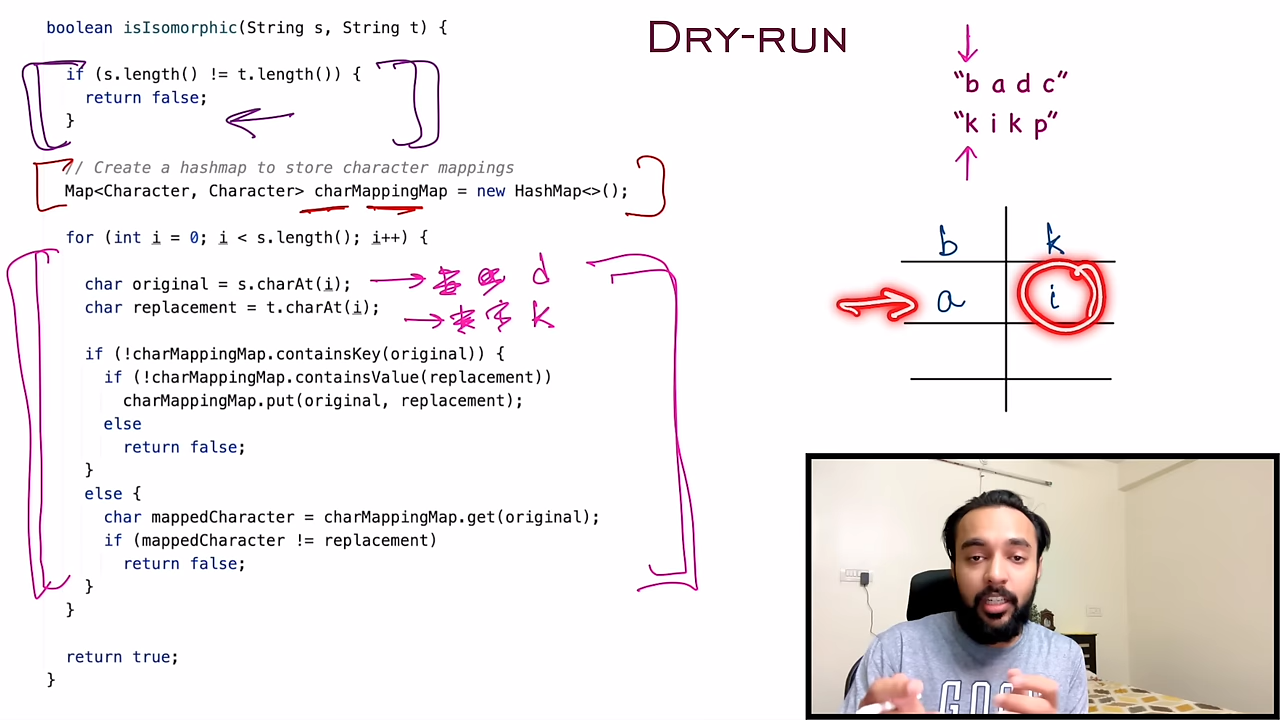 boolean isIsomorphic(String s, String t) {
if (s.length() != t.length()) {
return false;
}
// Create a hashmap to store character mappings
Map<Character, Character> charMappingMap = new HashMap<>();
for (int i = 0; i < s.length(); i++) {
char original = s.charAt(i); d
char replacement = t.charAt(i); k
if (!charMappingMap.containsKey(original)) {
if (!charMappingMap.containsValue(replacement))
charMappingMap.put(original, replacement);
else
return false;
}
else {
char mappedCharacter = charMappingMap.get(original);
if (mappedCharacter != replacement)
return false;
}
}
return true;
}
DRY-RUN
“b a d c”
“k i k p”
b k
a i